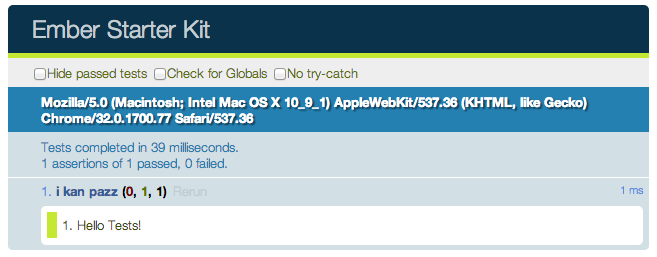 Ember Starter Kit
Hide passed tests Check for Globals No try-catch
Mozilla/5.0 (Macintosh; Intel Mac OS X 10_9_1) AppleWebKit/537.36 (KHTML, like Gecko)
Chrome/32.0.1700.77 Safari/537.36
Tests completed in 39 milliseconds.
1 assertions of 1 passed, 0 failed.
1. i kan pazz (0, 1, 1) Rerun 1 ms
1. Hello Tests!